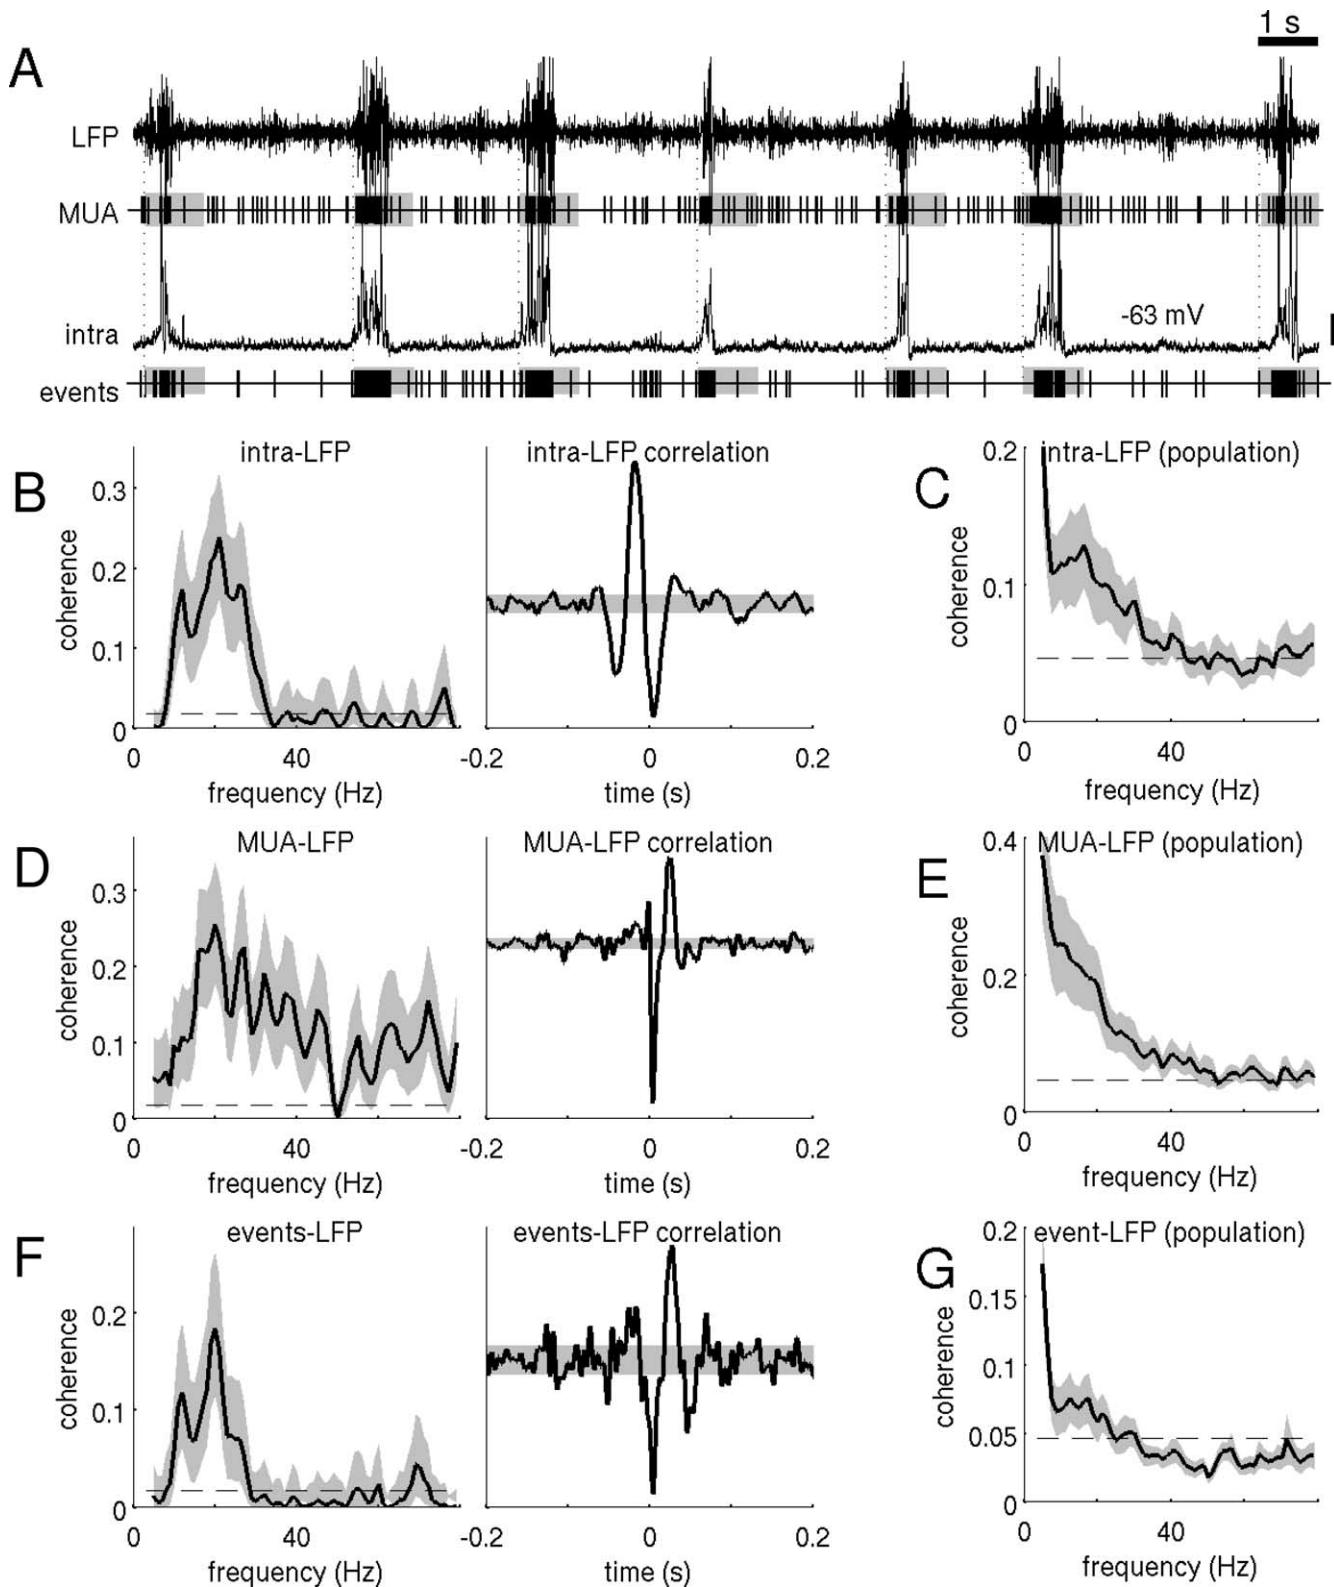 1 s
A
LFP
MUA
intra
-63 mV
events
B
intra-LFP
coherence
0.3
0.2
0.1
0
0
40
frequency (Hz)
intra-LFP correlation
-0.2
0
0.2
time (s)
C
intra-LFP (population)
coherence
0.2
0.1
0
0
40
frequency (Hz)
D
MUA-LFP
coherence
0.3
0.2
0.1
0
0
40
frequency (Hz)
MUA-LFP correlation
-0.2
0
0.2
time (s)
E
MUA-LFP (population)
coherence
0.4
0.2
0
0
40
frequency (Hz)
F
events-LFP
coherence
0.2
0.1
0
0
40
frequency (Hz)
events-LFP correlation
-0.2
0
0.2
time (s)
G
event-LFP (population)
coherence
0.2
0.15
0.1
0.05
0
0
40
frequency (Hz)